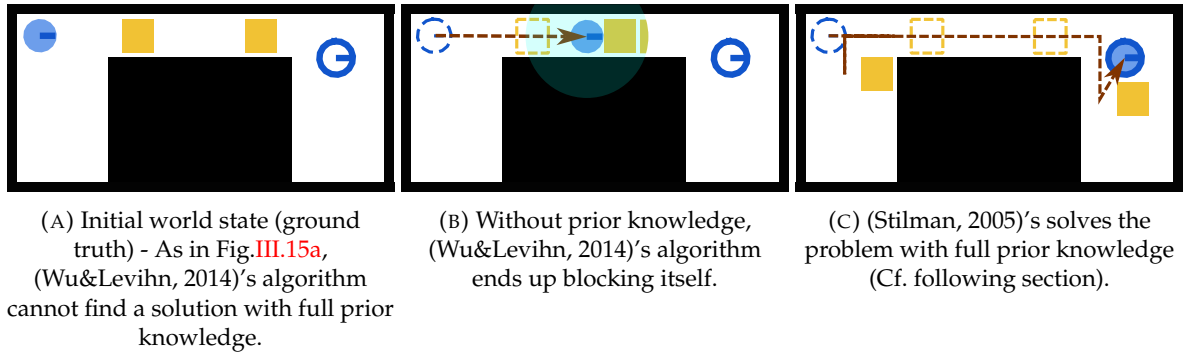 (A) Initial world state (ground
truth) - As in Fig.III.15a,
(Wu&Levihn, 2014)'s algorithm
cannot find a solution with full prior
knowledge.
(B) Without prior knowledge,
(Wu&Levihn, 2014)'s algorithm
ends up blocking itself.
(C) (Stilman, 2005)'s solves the
problem with full prior knowledge
(Cf. following section).